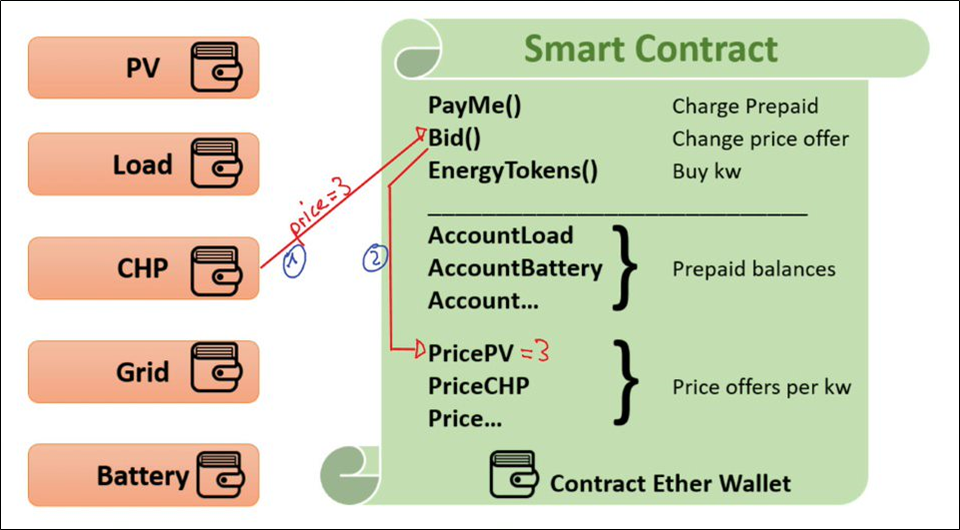 PV
Load
CHP
Grid
Battery
price=3
1
2
Smart Contract
PayMe() Charge Prepaid
Bid() Change price offer
EnergyTokens() Buy kw
AccountLoad
AccountBattery
Account...
Prepaid balances
PricePV =3
PriceCHP
Price...
Price offers per kw
Contract Ether Wallet